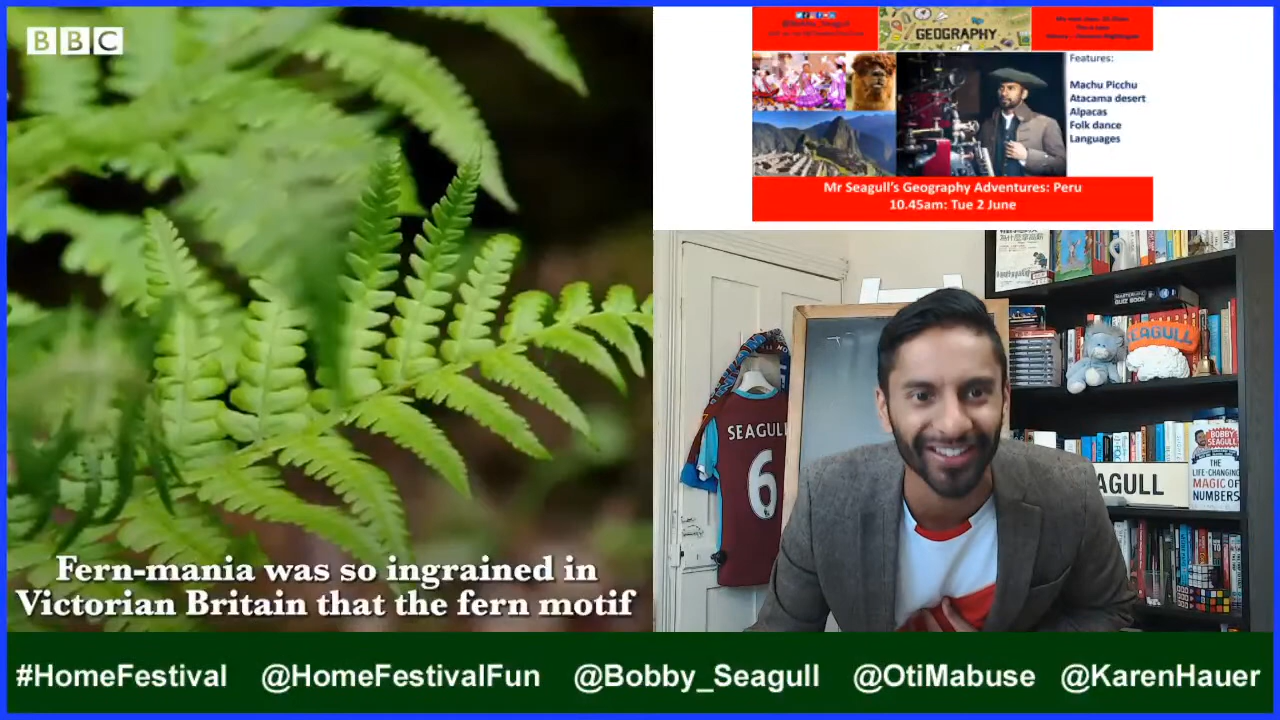 BBC
Fern-mania was so ingrained in
Victorian Britain that the fern motif
GEOGRAPHY
Features:
Machu Picchu
Atacama desert
Alpacas
Folk dance
Languages
Mr Seagull's Geography Adventures: Peru
10.45am: Tue 2 June
SEAGULL
6
EAGULL
AGULL
BOBBY
SEAGULL
THE
LIFE-CHANGING
MAGIC OF
NUMBERS
#HomeFestival @HomeFestivalFun @Bobby_Seagull @OtiMabuse @KarenHauer